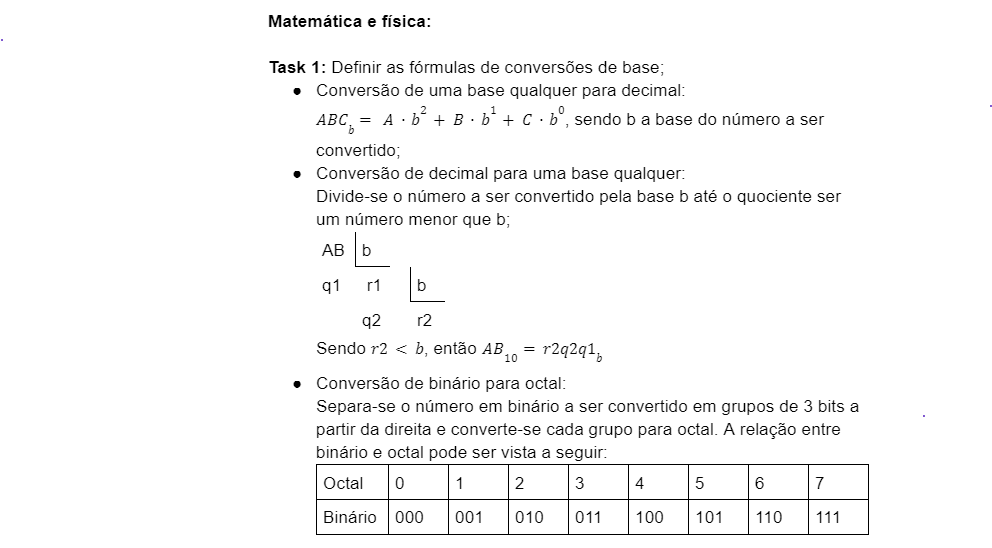 Matemática e física:
Task 1: Definir as fórmulas de conversões de base;
● Conversão de uma base qualquer para decimal:
ABC_b = A · b^2 + B · b^1 + C · b^0, sendo b a base do número a ser
convertido;
● Conversão de decimal para uma base qualquer:
Divide-se o número a ser convertido pela base b até o quociente ser
um número menor que b;
AB b
q1 r1 b
q2 r2
Sendo r2 < b, então AB_10 = r2q2q1_b
● Conversão de binário para octal:
Separa-se o número em binário a ser convertido em grupos de 3 bits a
partir da direita e converte-se cada grupo para octal. A relação entre
binário e octal pode ser vista a seguir:
Octal 0 1 2 3 4 5 6 7
Binário 000 001 010 011 100 101 110 111